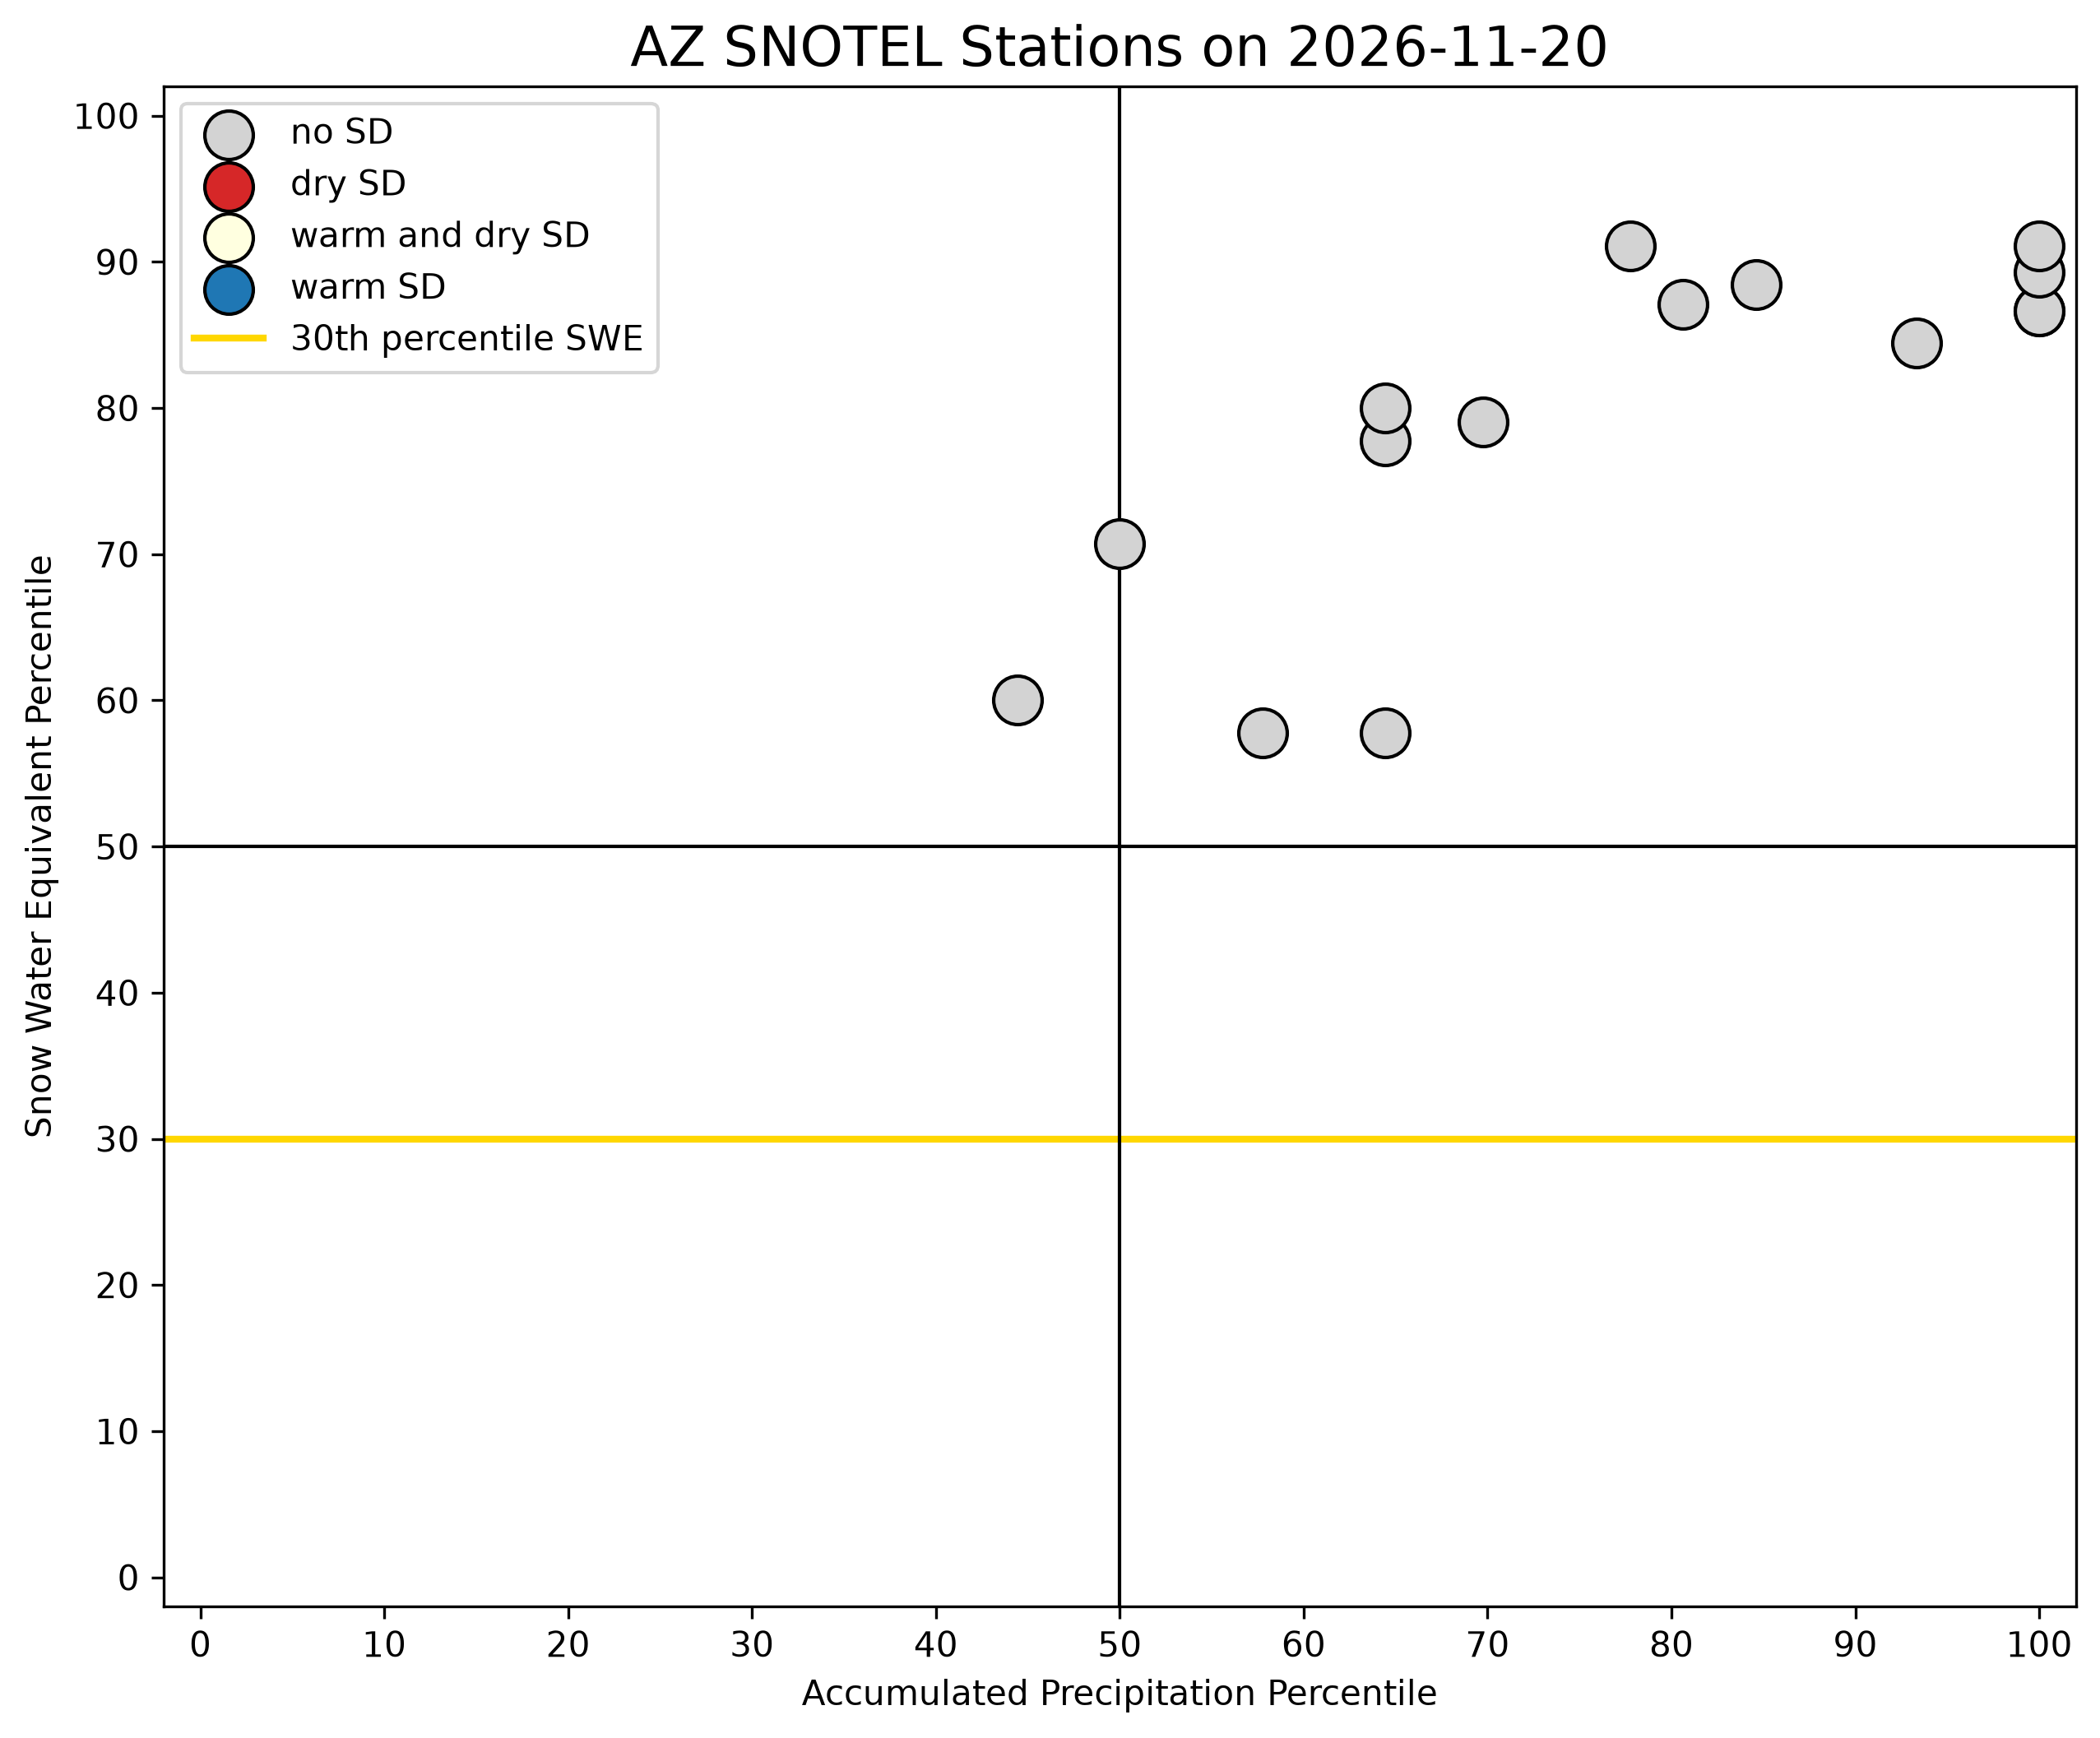 AZ SNOTEL Stations on 2026-11-20
no SD
dry SD
warm and dry SD
warm SD
30th percentile SWE
100
90
80
70
60
50
40
30
20
10
0
Snow Water Equivalent Percentile
0 10 20 30 40 50 60 70 80 90 100
Accumulated Precipitation Percentile